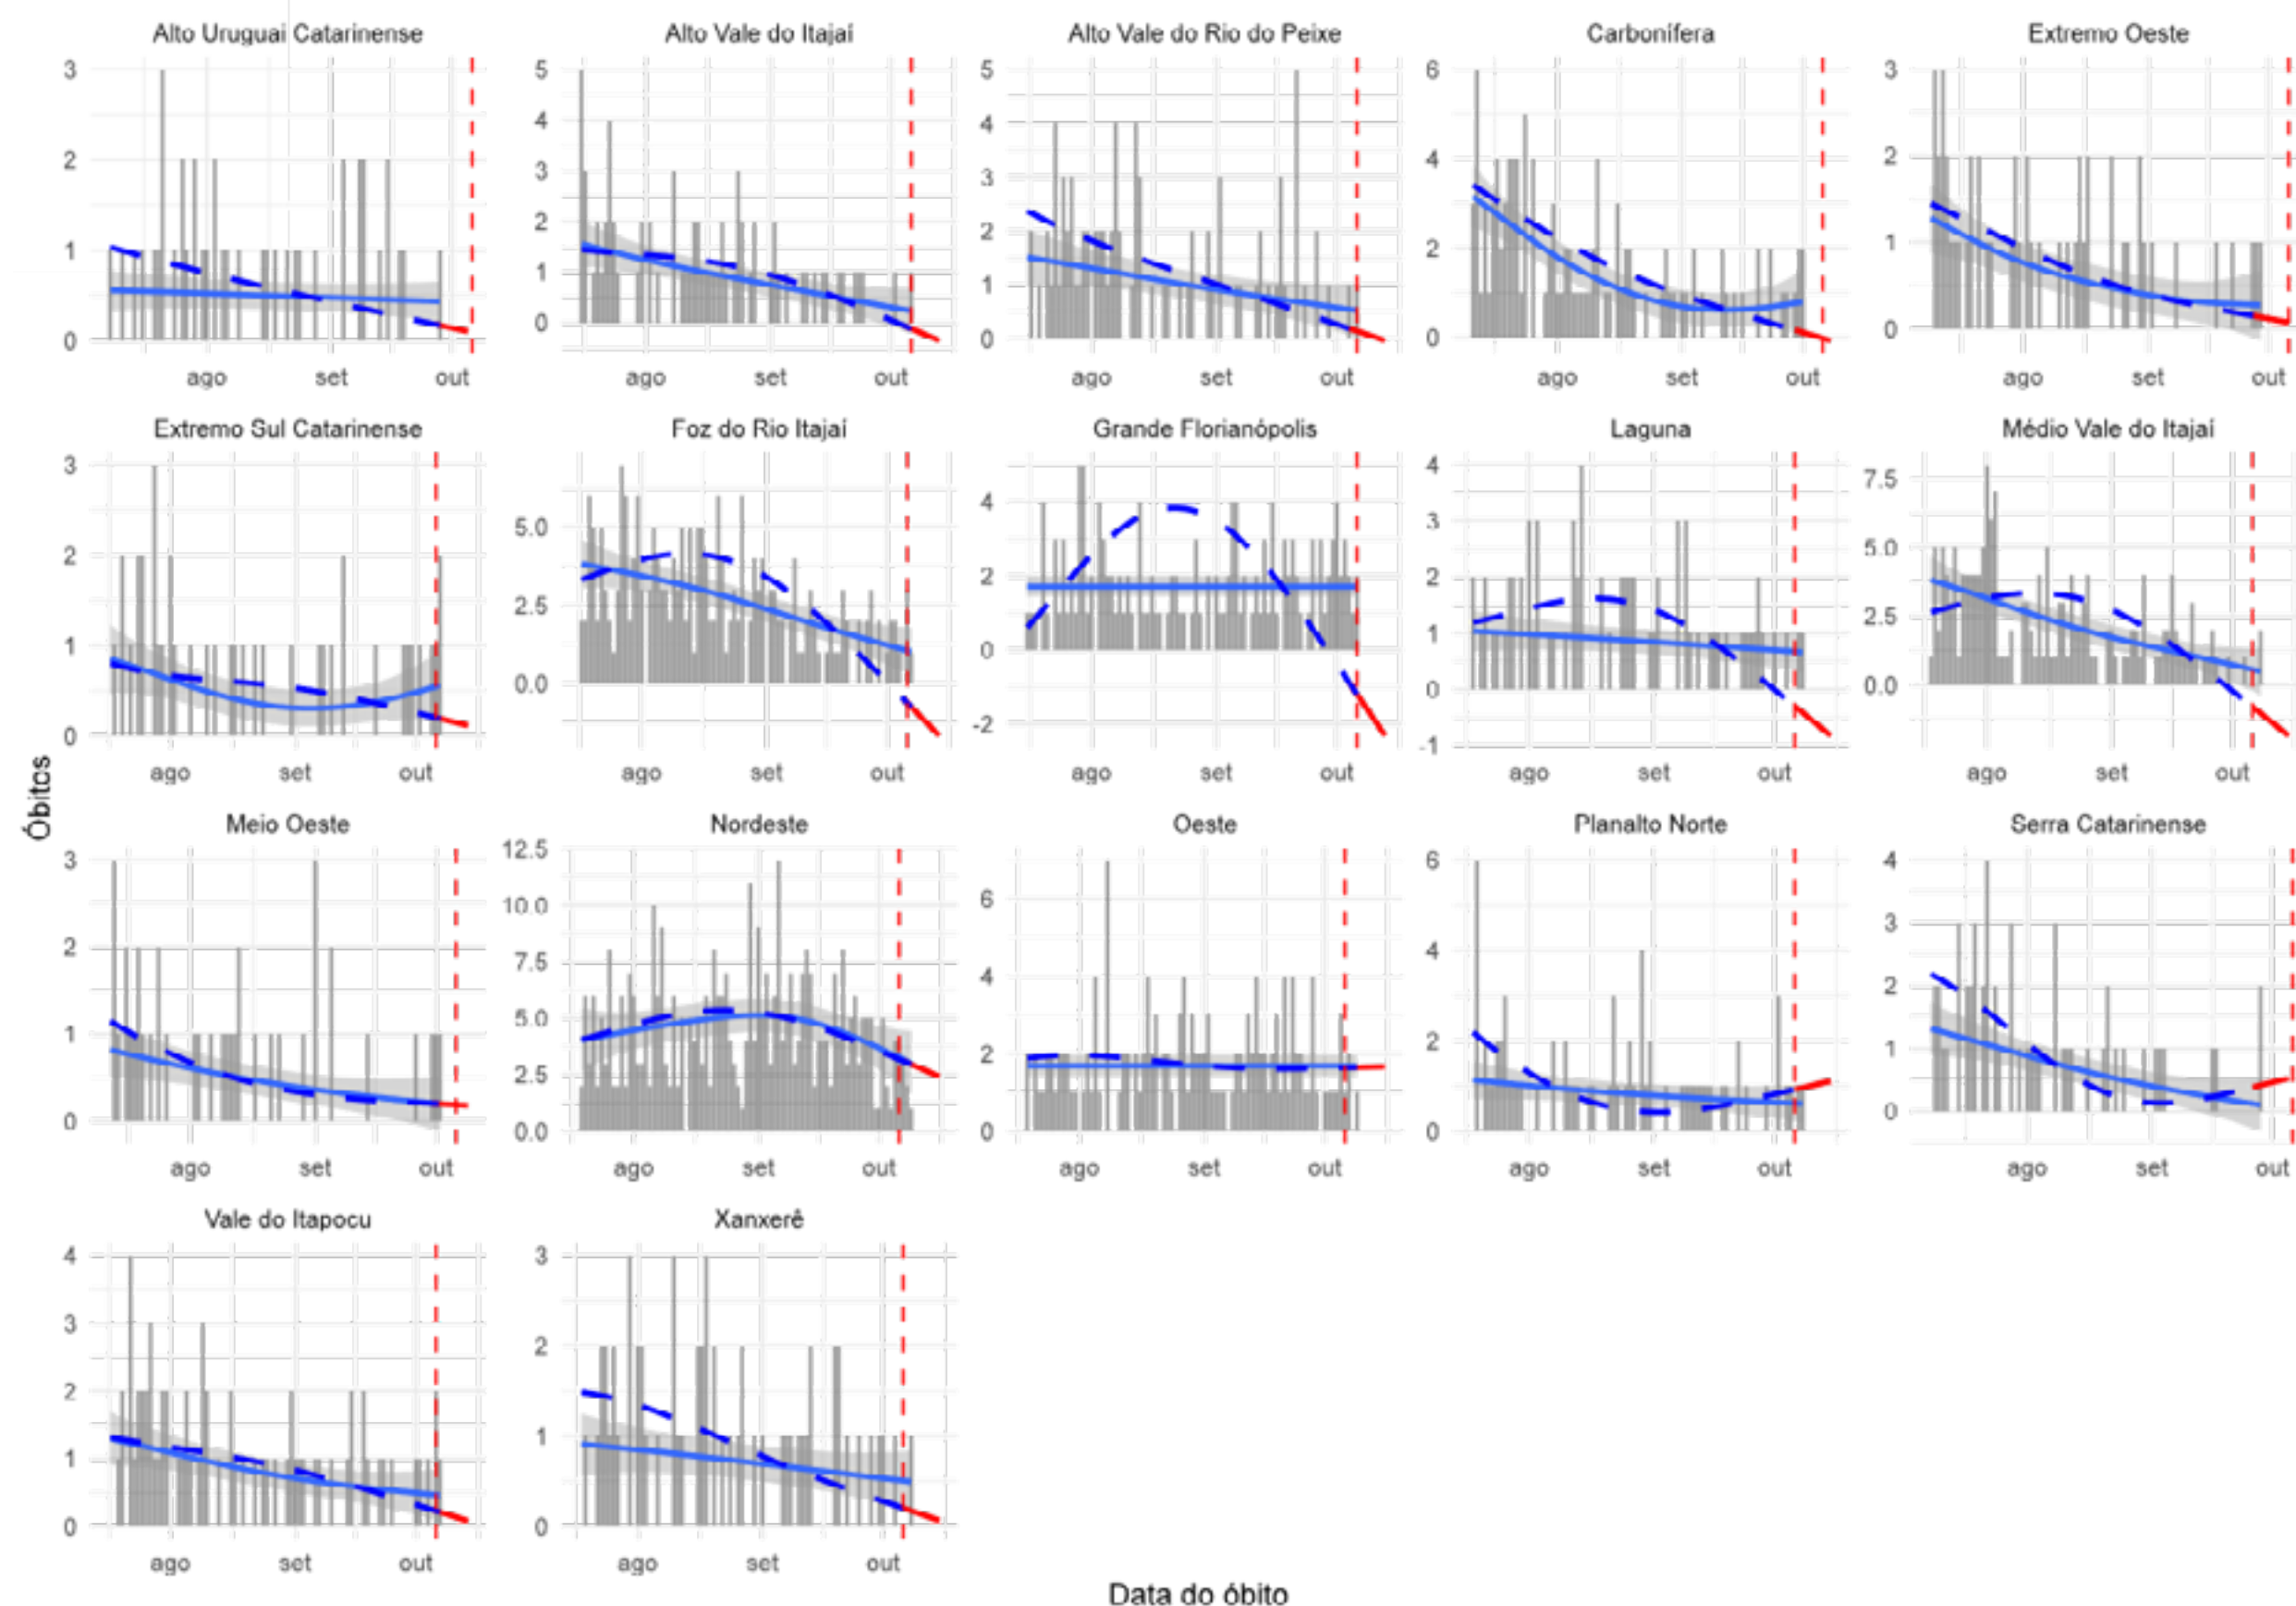 Alto Uruguai Catarinense
Alto Vale do Itajaí
Alto Vale do Rio do Peixe
Carbonífera
Extremo Oeste
3
2
1
0
ago set out
5
4
3
2
1
0
ago set out
5
4
3
2
1
0
ago set out
6
4
2
0
ago set out
3
2
1
0
ago set out
Extremo Sul Catarinense
Foz do Rio Itajaí
Grande Florianópolis
Laguna
Médio Vale do Itajaí
3
2
1
0
ago set out
5.0
2.5
0.0
ago set out
4
2
0
-2
ago set out
4
3
2
1
0
-1
ago set out
7.5
5.0
2.5
0.0
ago set out
Óbitos
Meio Oeste
Nordeste
Oeste
Planalto Norte
Serra Catarinense
3
2
1
0
ago set out
12.5
10.0
7.5
5.0
2.5
0.0
ago set out
6
4
2
0
ago set out
6
4
2
0
ago set out
4
3
2
1
0
ago set out
Vale do Itapocu
Xanxerê
4
3
2
1
0
ago set out
3
2
1
0
ago set out
Data do óbito